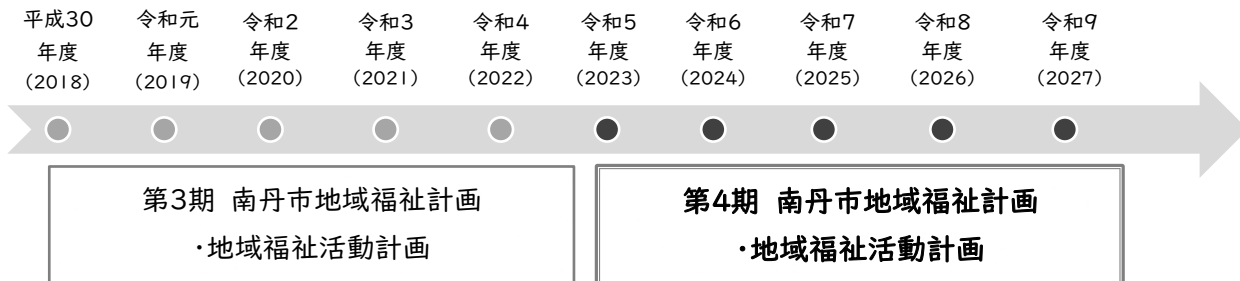 平成30 令和元 令和2 令和3 令和4 令和5 令和6 令和7 令和8 令和9
年度 年度 年度 年度 年度 年度 年度 年度 年度 年度
(2018) (2019) (2020) (2021) (2022) (2023) (2024) (2025) (2026) (2027)
第3期 南丹市地域福祉計画
・地域福祉活動計画
第4期 南丹市地域福祉計画
・地域福祉活動計画